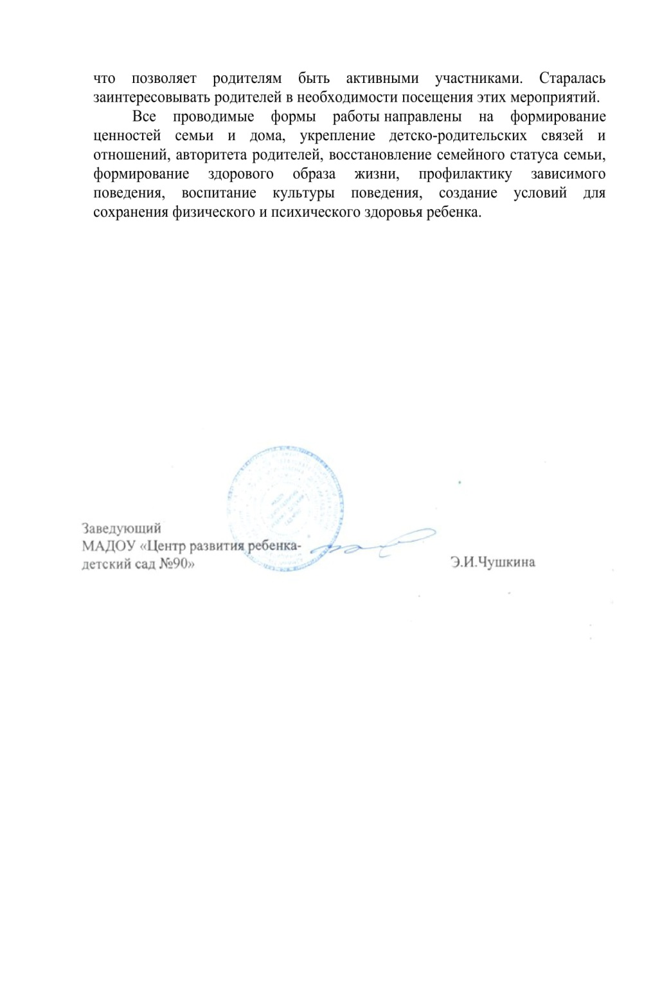 что позволяет родителям быть активными участниками. Старалась
заинтересовывать родителей в необходимости посещения этих мероприятий.
Все проводимые формы работы направлены на формирование
ценностей семьи и дома, укрепление детско-родительских связей и
отношений, авторитета родителей, восстановление семейного статуса семьи,
формирование здорового образа жизни, профилактику зависимого
поведения, воспитание культуры поведения, создание условий для
сохранения физического и психического здоровья ребенка.
Заведующий
МАДОУ «Центр развития ребенка-
детский сад №90»
Э.И.Чушкина